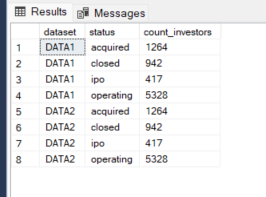 Results Messages
dataset status count_investors
1 DATA1 acquired 1264
2 DATA1 closed 942
3 DATA1 ipo 417
4 DATA1 operating 5328
5 DATA2 acquired 1264
6 DATA2 closed 942
7 DATA2 ipo 417
8 DATA2 operating 5328